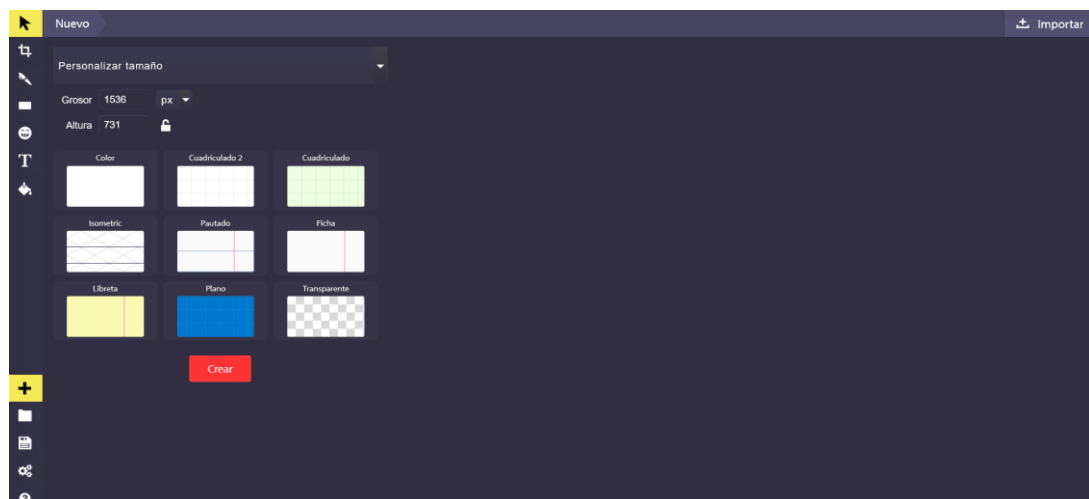 Nuevo
Importar
Personalizar tamaño
Grosor 1536 px
Altura 731
Color Cuadriculado 2 Cuadriculado
Isometric Pautado Ficha
Libreta Plano Transparente
Crear